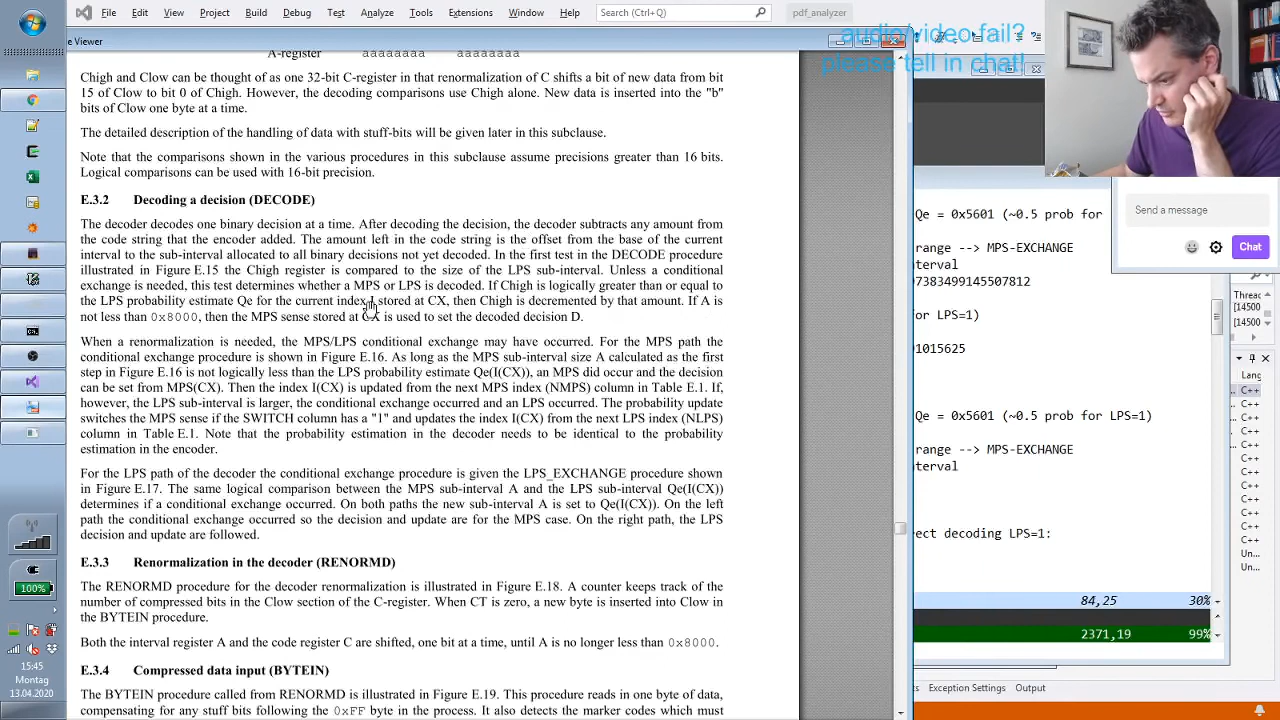 File Edit View Project Build Debug Test Analyze Tools Extensions Window Help Search (Ctrl+Q) pdf_analyzer
audio/video fail?
please tell in chat!
e Viewer
A-register aaaaaaaa aaaaaaaa
Chigh and Clow can be thought of as one 32-bit C-register in that renormalization of C shifts a bit of new data from bit
15 of Clow to bit 0 of Chigh. However, the decoding comparisons use Chigh alone. New data is inserted into the "b"
bits of Clow one byte at a time.
The detailed description of the handling of data with stuff-bits will be given later in this subclause.
Note that the comparisons shown in the various procedures in this subclause assume precisions greater than 16 bits.
Logical comparisons can be used with 16-bit precision.
E.3.2 Decoding a decision (DECODE)
The decoder decodes one binary decision at a time. After decoding the decision, the decoder subtracts any amount from
the code string that the encoder added. The amount left in the code string is the offset from the base of the current
interval to the sub-interval allocated to all binary decisions not yet decoded. In the first test in the DECODE procedure
illustrated in Figure E.15 the Chigh register is compared to the size of the LPS sub-interval. Unless a conditional
exchange is needed, this test determines whether a MPS or LPS is decoded. If Chigh is logically greater than or equal to
the LPS probability estimate Qe for the current index I stored at CX, then Chigh is decremented by that amount. If A is
not less than 0x8000, then the MPS sense stored at CX is used to set the decoded decision D.
When a renormalization is needed, the MPS/LPS conditional exchange may have occurred. For the MPS path the
conditional exchange procedure is shown in Figure E.16. As long as the MPS sub-interval size A calculated as the first
step in Figure E.16 is not logically less than the LPS probability estimate Qe(I(CX)), an MPS did occur and the decision
can be set from MPS(CX). Then the index I(CX) is updated from the next MPS index (NMPS) column in Table E.1. If,
however, the LPS sub-interval is larger, the conditional exchange occurred and an LPS occurred. The probability update
switches the MPS sense if the SWITCH column has a "1" and updates the index I(CX) from the next LPS index (NLPS)
column in Table E.1. Note that the probability estimation in the decoder needs to be identical to the probability
estimation in the encoder.
For the LPS path of the decoder the conditional exchange procedure is given the LPS_EXCHANGE procedure shown
in Figure E.17. The same logical comparison between the MPS sub-interval A and the LPS sub-interval Qe(I(CX))
determines if a conditional exchange occurred. On both paths the new sub-interval A is set to Qe(I(CX)). On the left
path the conditional exchange occurred so the decision and update are for the MPS case. On the right path, the LPS
decision and update are followed.
E.3.3 Renormalization in the decoder (RENORMD)
The RENORMD procedure for the decoder renormalization is illustrated in Figure E.18. A counter keeps track of the
number of compressed bits in the Clow section of the C-register. When CT is zero, a new byte is inserted into Clow in
the BYTEIN procedure.
Both the interval register A and the code register C are shifted, one bit at a time, until A is no longer less than 0x8000.
E.3.4 Compressed data input (BYTEIN)
The BYTEIN procedure called from RENORMD is illustrated in Figure E.19. This procedure reads in one byte of data,
compensating for any stuff bits following the 0xFF byte in the process. It also detects the marker codes which must
Send a message
Chat
Qe = 0x5601 (~0.5 prob for
range --> MPS-EXCHANGE
terval
07383499145507812
for LPS=1)
91015625
Qe = 0x5601 (~0.5 prob for LPS=1)
range --> MPS-EXCHANGE
terval
ect decoding LPS=1:
84,25 30%
2371,19 99%
Threac
[14500
[14500
Lang
C++
C++
C++
C++
C++
C++
C++
C++
C++
C++
Un...
Un...
Exception Settings Output
100%
15:45
Montag
13.04.2020